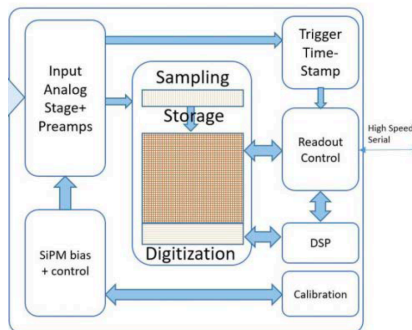 Input
Analog
Stage+
Preamps
Sampling
Storage
Digitization
Trigger
Time-
Stamp
Readout
Control
High Speed
Serial
DSP
SiPM bias
+ control
Calibration